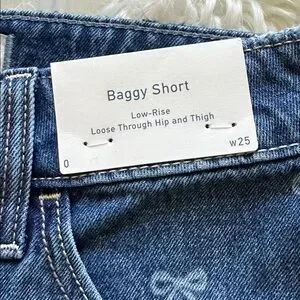 Baggy Short
Low-Rise
Loose Through Hip and Thigh
0
w25